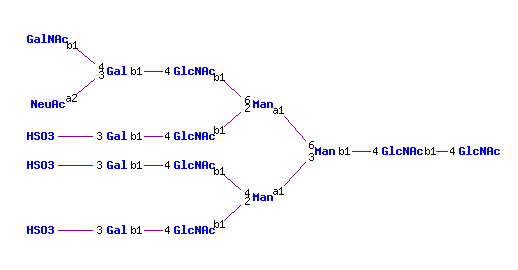 GalNAc b1
4 Gal b1 4 GlcNAc b1
3
NeuAc a2
6 Man a1
2
HSO3 3 Gal b1 4 GlcNAc b1
6 Man b1 4 GlcNAc b1 4 GlcNAc
3
HSO3 3 Gal b1 4 GlcNAc b1
4 Man a1
2
HSO3 3 Gal b1 4 GlcNAc b1